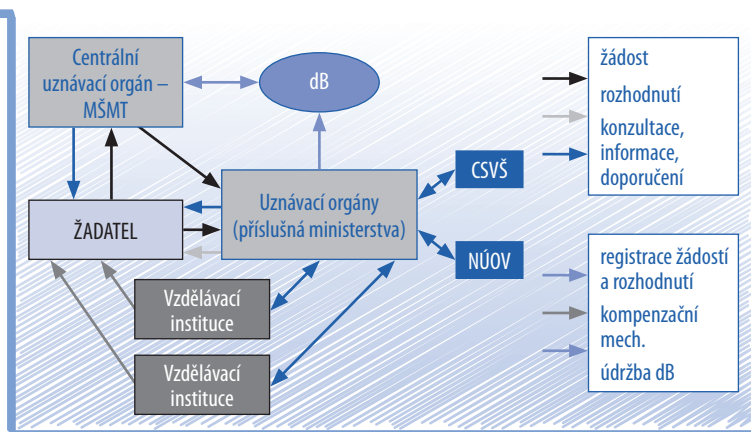 Centrální
uznávací orgán –
MŠMT
dB
ŽADATEL
Uznávací orgány
(příslušná ministerstva)
CSVŠ
NÚOV
Vzdělávací
instituce
Vzdělávací
instituce
žádost
rozhodnutí
konzultace,
informace,
doporučení
registrace žádostí
a rozhodnutí
kompenzační
mech.
údržba dB